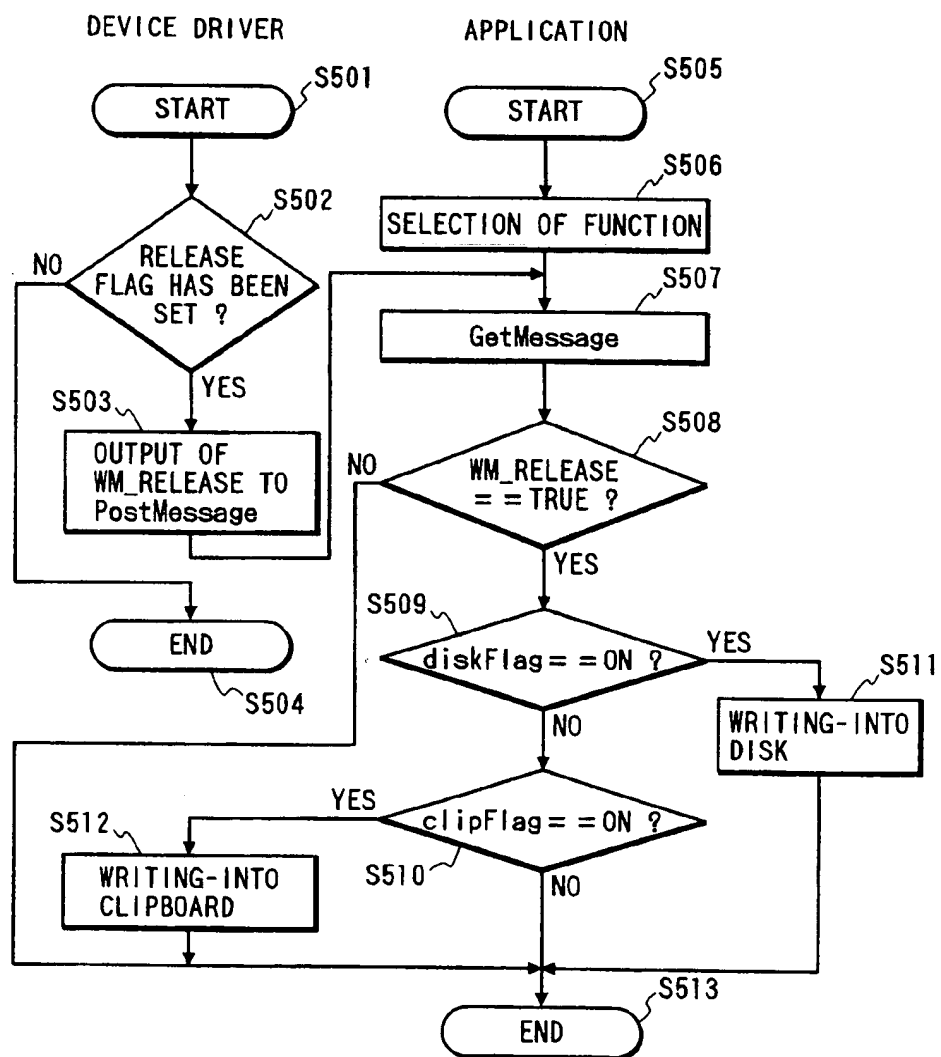 DEVICE DRIVER
APPLICATION
S501
START
S505
START
S506
SELECTION OF FUNCTION
S502
RELEASE
FLAG HAS BEEN
SET ?
NO
YES
S507
GetMessage
S503
OUTPUT OF
WM_RELEASE TO
PostMessage
S508
WM_RELEASE
==TRUE ?
NO
YES
END
S504
S509
diskFlag==ON ?
YES
NO
S511
WRITING-INTO
DISK
clipFlag==ON ?
S510
YES
NO
S512
WRITING-INTO
CLIPBOARD
S513
END